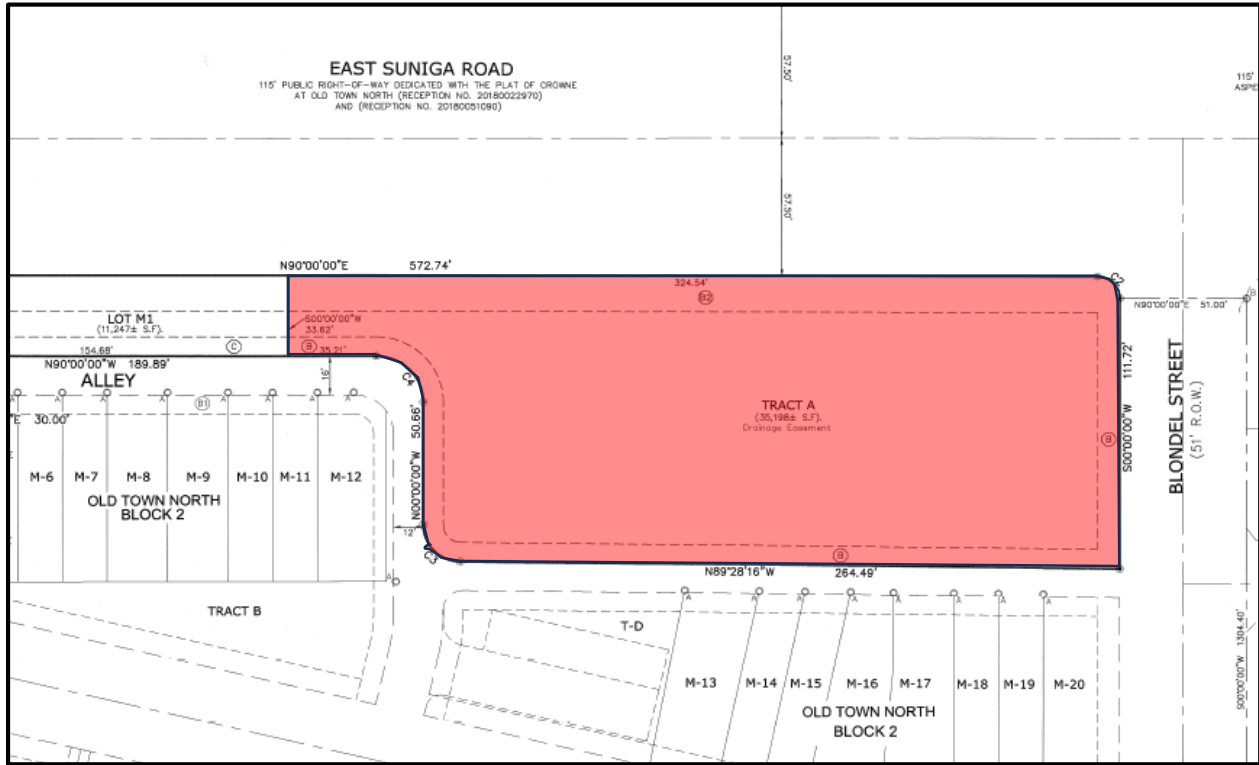 EAST SUNIGA ROAD
115' PUBLIC RIGHT-OF-WAY DEDICATED WITH THE PLAT OF CROWNE
AT OLD TOWN NORTH (RECEPTION NO. 20180022970)
AND (RECEPTION NO. 20180051090)
57.50'
115'
ASPE
57.50'
N90°00'00"E 572.74'
C2
324.54'
B2
N90°00'00"E 51.00'
B
LOT M1
(11,247± S.F).
S00°00'00"W
33.62'
C
B
154.68'
35.21'
N90°00'00"W 189.89'
ALLEY
16'
C4
111.72'
S00°00'00"W
BLONDEL STREET
(51' R.O.W.)
A A A A A A A A
B1
E 30.00'
TRACT A
(35,198± S.F).
Drainage Easement
B
50.66'
N00°00'00"W
M-6 M-7 M-8 M-9 M-10 M-11 M-12
OLD TOWN NORTH
BLOCK 2
12'
C3
B
N89°28'16"W 264.49'
A
A A A A A A A A
TRACT B
T-D
S00°00'00"W 1304.40'
M-13 M-14 M-15 M-16 M-17 M-18 M-19 M-20
OLD TOWN NORTH
BLOCK 2